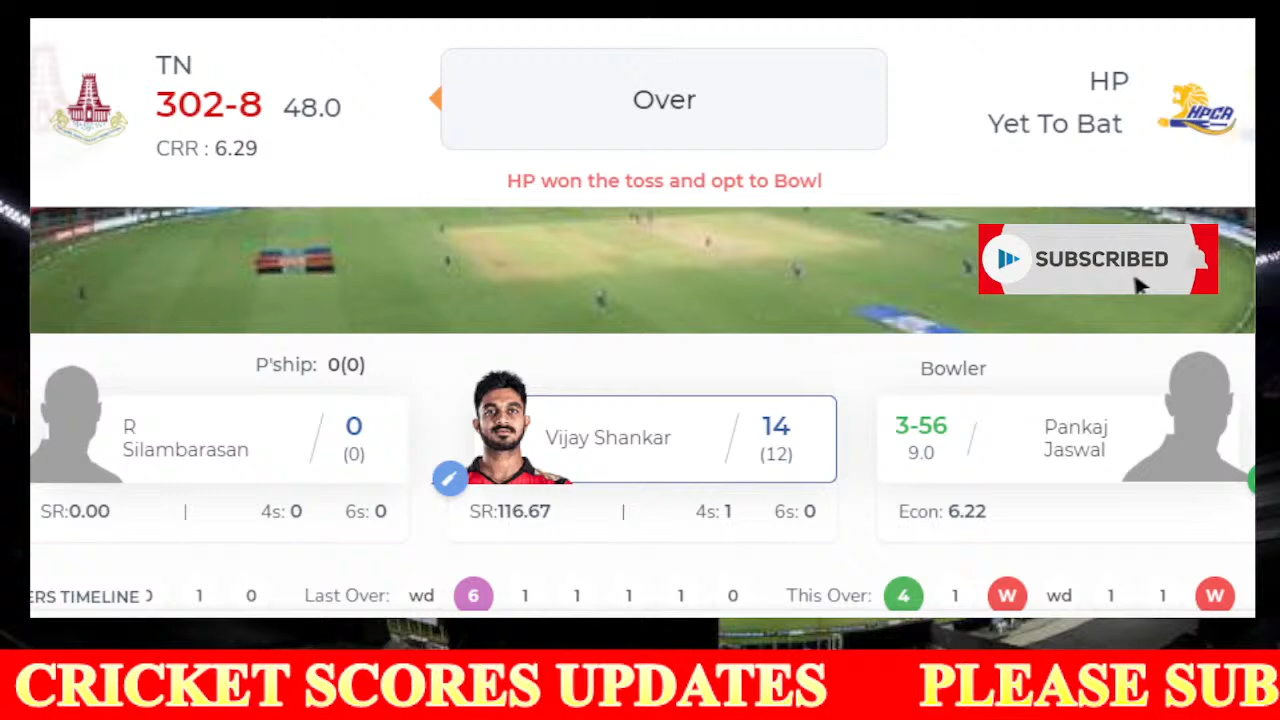 TN
302-8 48.0
CRR : 6.29
Over
HP
Yet To Bat
HPCA
HP won the toss and opt to Bowl
SUBSCRIBED
P'ship: 0(0)
R Silambarasan
0
(0)
SR:0.00 | 4s: 0 6s: 0
Vijay Shankar
14
(12)
SR:116.67 | 4s: 1 6s: 0
Bowler
3-56
9.0
Pankaj Jaswal
Econ: 6.22
ERS TIMELINE 1 0 Last Over: wd 6 1 1 1 1 0 This Over: 4 1 W wd 1 1 W
CRICKET SCORES UPDATES PLEASE SUB